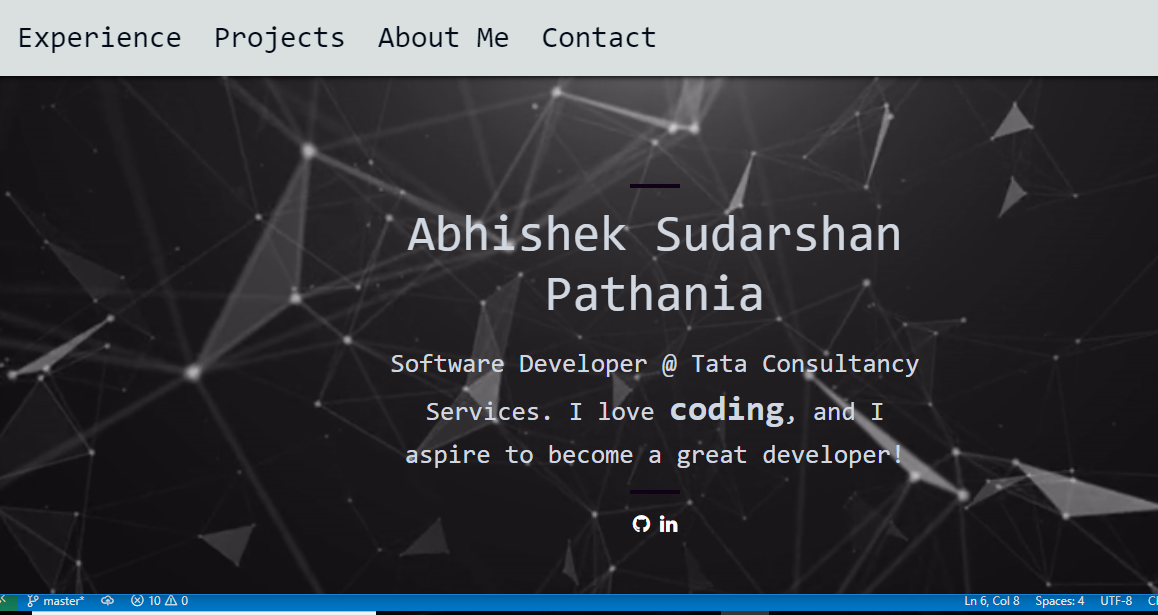 Experience Projects About Me Contact
Abhishek Sudarshan
Pathania
Software Developer @ Tata Consultancy
Services. I love coding, and I
aspire to become a great developer!
in
master* 10 0 Ln 6, Col 8 Spaces: 4 UTF-8